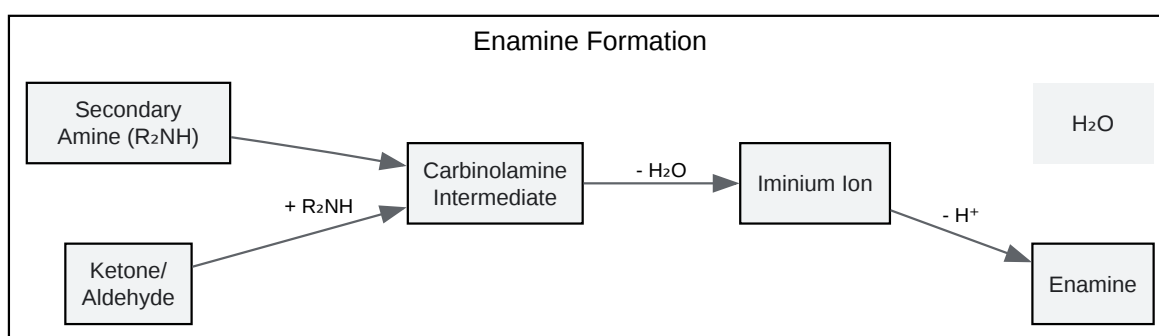 Enamine Formation
Secondary
Amine (R₂NH)
H₂O
Carbinolamine
Intermediate
- H₂O
Iminium Ion
+ R₂NH
- H⁺
Ketone/
Aldehyde
Enamine